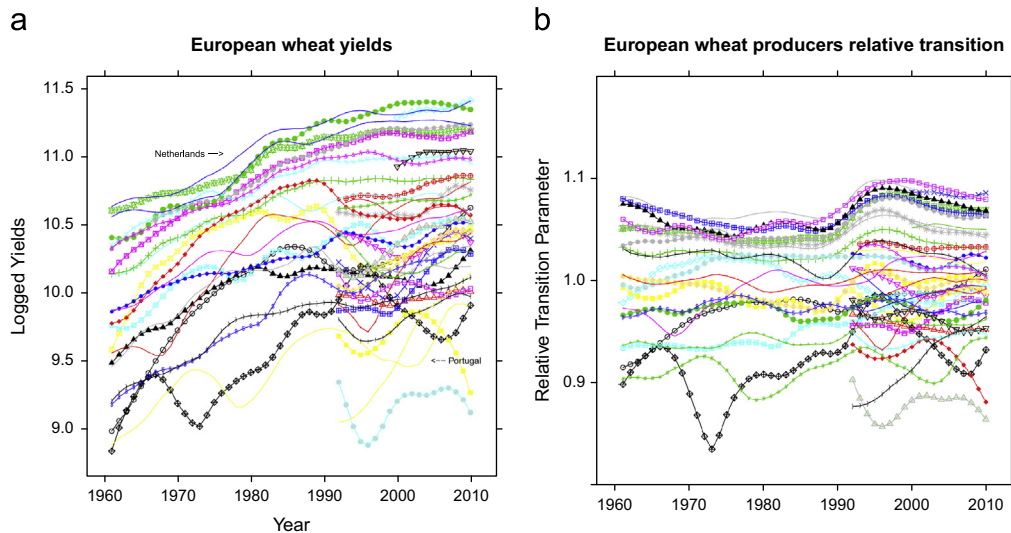 a
European wheat yields
11.5
11.0
10.5
10.0
9.5
9.0
Logged Yields
Netherlands
Portugal
1960 1970 1980 1990 2000 2010
Year
b
European wheat producers relative transition
1.1
1.0
0.9
Relative Transition Parameter
1960 1970 1980 1990 2000 2010